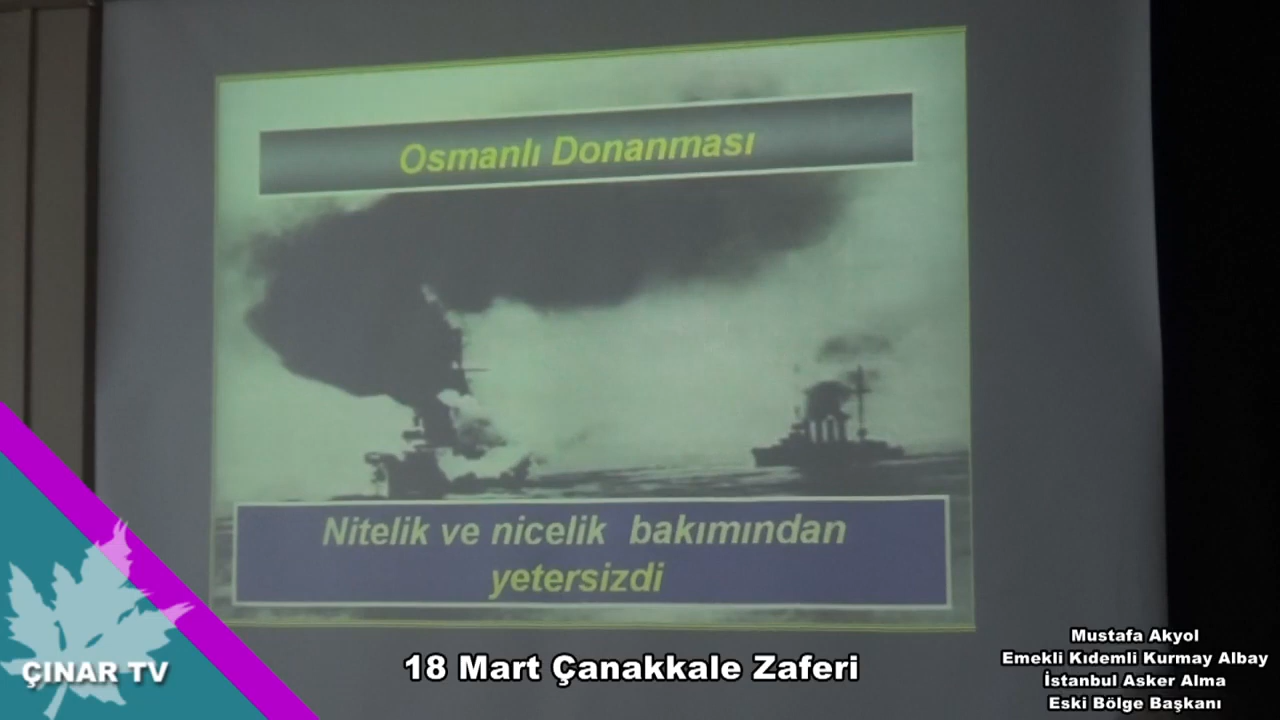 Osmanlı Donanması
Nitelik ve nicelik bakımından
yetersizdi
ÇINAR TV
18 Mart Çanakkale Zaferi
Mustafa Akyol
Emekli Kıdemli Kurmay Albay
İstanbul Asker Alma
Eski Bölge Başkanı